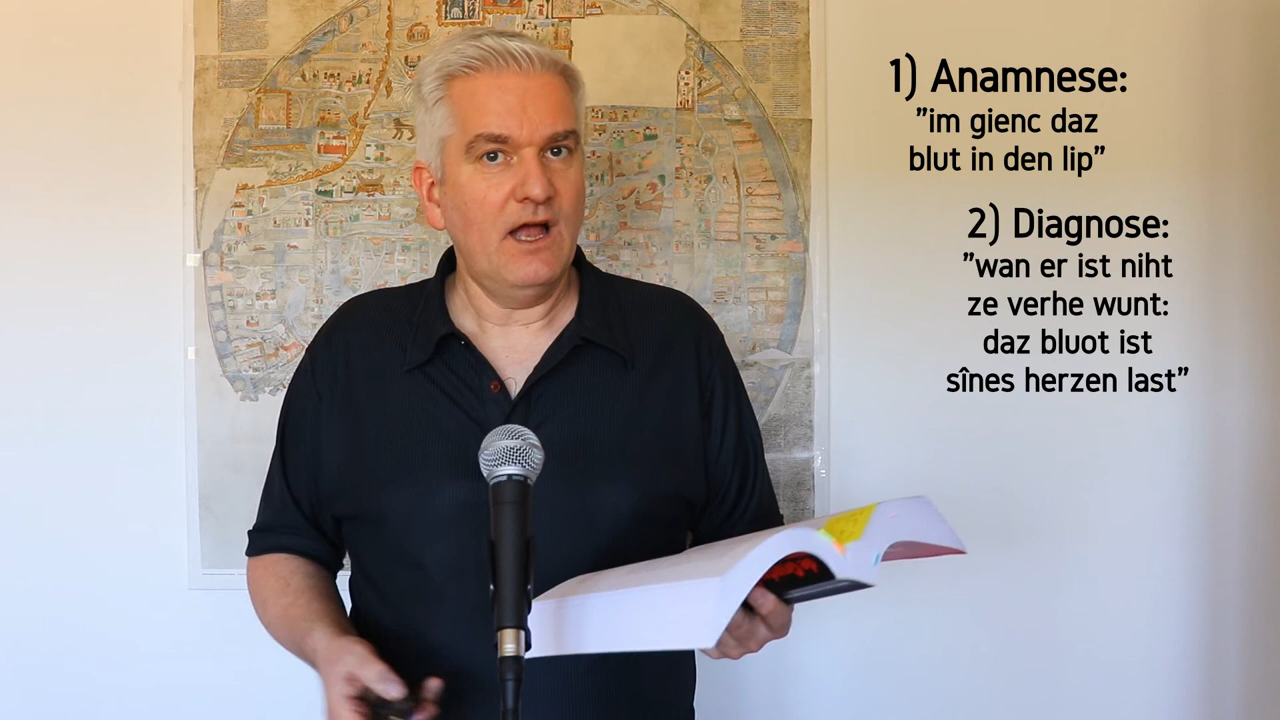 1) Anamnese:
”im gienc daz
blut in den lip”
2) Diagnose:
”wan er ist niht
ze verhe wunt:
daz bluot ist
sînes herzen last”